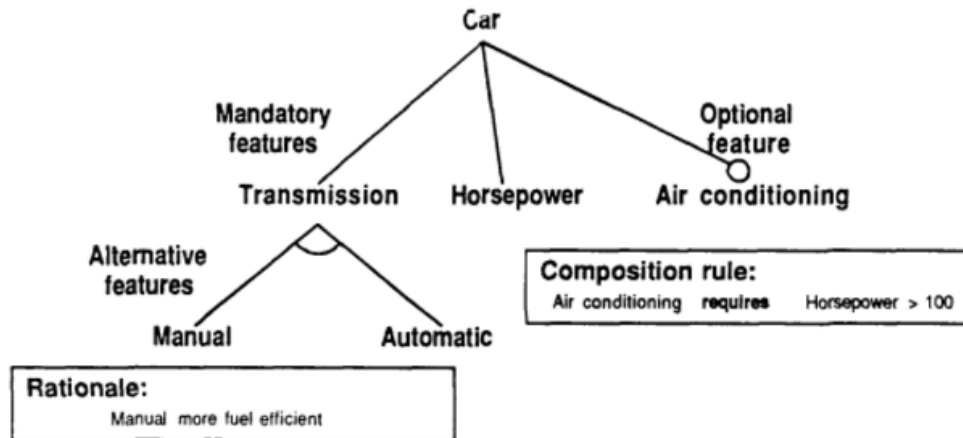 Car
Mandatory
features
Optional
feature
Transmission
Horsepower
Air conditioning
Alternative
features
Manual
Automatic
Composition rule:
Air conditioning requires Horsepower > 100
Rationale:
Manual more fuel efficient